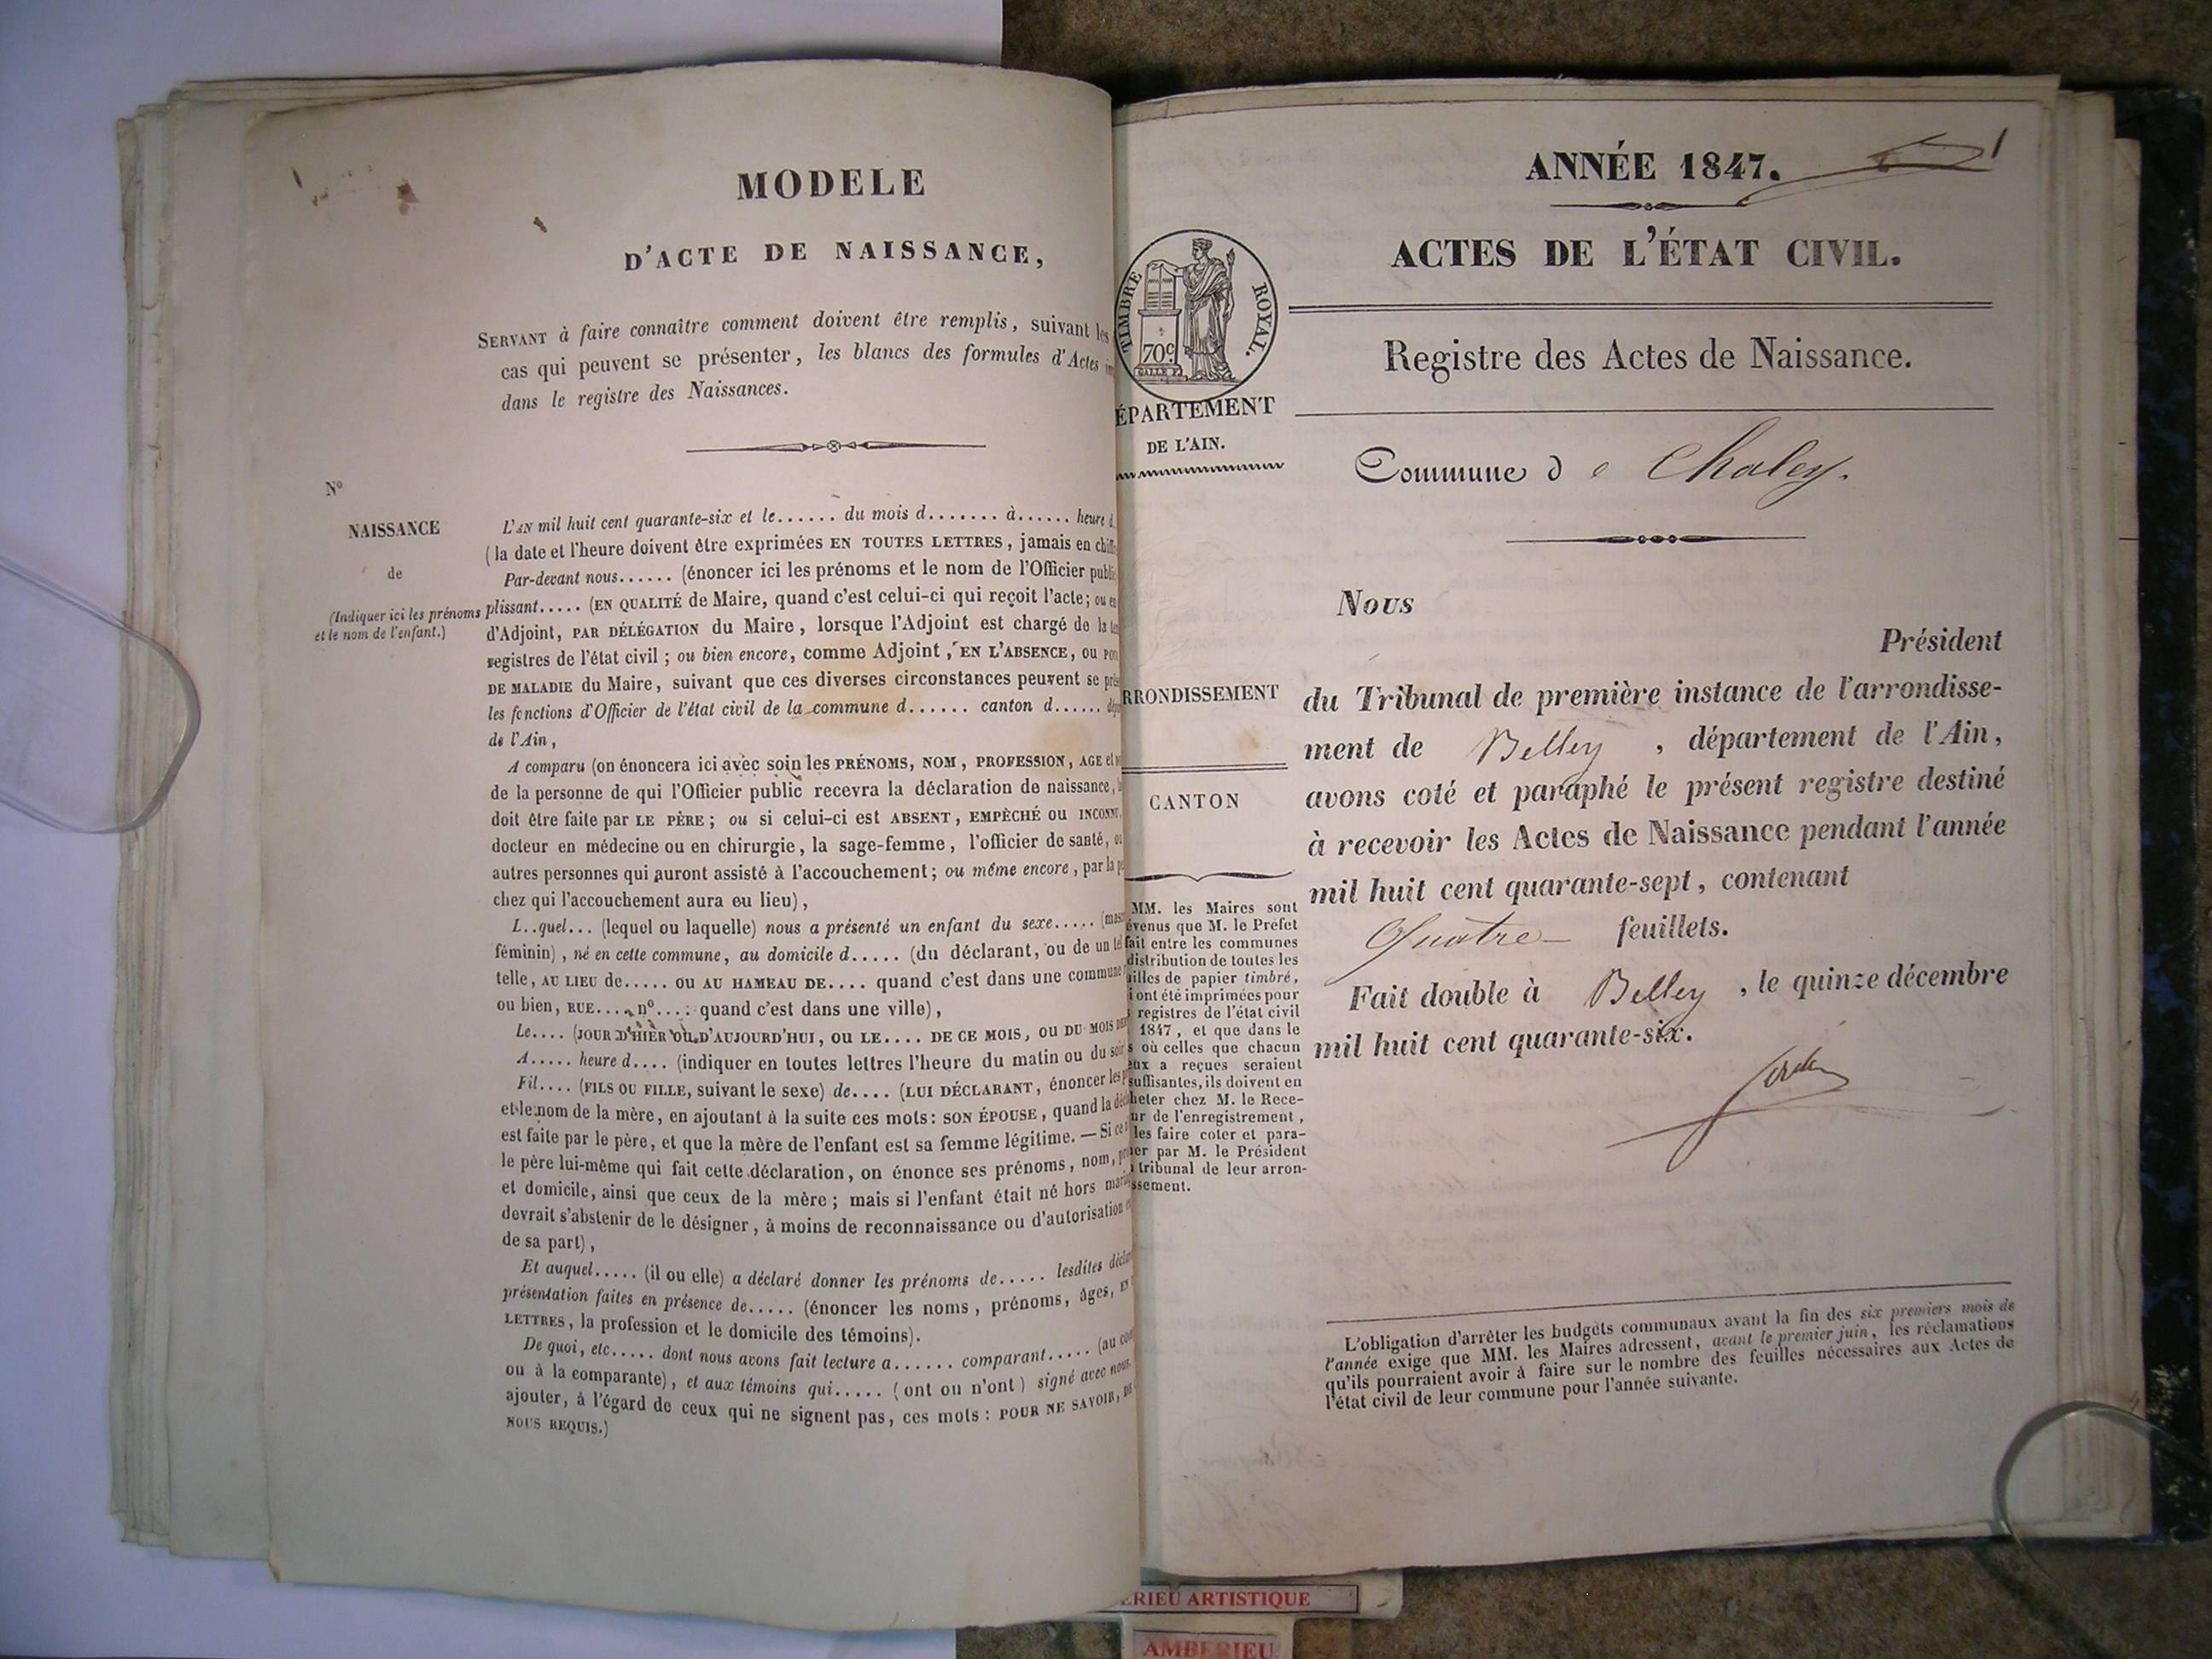 MODELE
D'ACTE DE NAISSANCE,
SERVANT à faire connaître comment doivent être remplis, suivant les
cas qui peuvent se présenter, les blancs des formules d'Actes
dans le registre des Naissances.
N°
NAISSANCE
de
(Indiquer ici les prénoms
et le nom de l'enfant.)
L'AN mil huit cent quarante-six et le...... du mois d....... à...... heure d
(la date et l'heure doivent être exprimées EN TOUTES LETTRES, jamais en
Par-devant nous...... (énoncer ici les prénoms et le nom de l'Officier
plissant..... (EN QUALITÉ de Maire, quand c'est celui-ci qui reçoit l'acte; ou
d'Adjoint, PAR DÉLÉGATION du Maire, lorsque l'Adjoint est chargé de la
registres de l'état civil; ou bien encore, comme Adjoint, EN L'ABSENCE, OU
DE MALADIE du Maire, suivant que ces diverses circonstances peuvent se
les fonctions d'Officier de l'état civil de la commune d...... canton d......
de l'Ain,
A comparu (on énoncera ici avec soin les PRÉNOMS, NOM, PROFESSION, AGE et
de la personne de qui l'Officier public recevra la déclaration de naissance,
doit être faite par LE PÈRE; ou si celui-ci est ABSENT, EMPÊCHÉ OU
docteur en médecine ou en chirurgie, la sage-femme, l'officier de santé,
autres personnes qui auront assisté à l'accouchement; ou même encore, par la
chez qui l'accouchement aura eu lieu),
L..quel... (lequel ou laquelle) nous a présenté un enfant du sexe.....
féminin), né en cette commune, au domicile d..... (du déclarant, ou de un tel
telle, AU LIEU de..... OU AU HAMEAU DE.... quand c'est dans une commune
ou bien, RUE.... n°.... quand c'est dans une ville),
Le.... (JOUR D'HIER OU D'AUJOURD'HUI, OU LE.... DE CE MOIS, OU DU MOIS
A..... heure d.... (indiquer en toutes lettres l'heure du matin ou du soir
Fil.... (FILS OU FILLE, suivant le sexe) de.... (LUI DÉCLARANT, énoncer les
et le nom de la mère, en ajoutant à la suite ces mots: SON ÉPOUSE, quand la
est faite par le père, et que la mère de l'enfant est sa femme légitime. — Si
le père lui-même qui fait cette déclaration, on énonce ses prénoms, nom,
et domicile, ainsi que ceux de la mère; mais si l'enfant était né hors
devrait s'abstenir de le désigner, à moins de reconnaissance ou d'autorisation
de sa part),
Et auquel..... (il ou elle) a déclaré donner les prénoms de..... lesdites
présentation faites en présence de..... (énoncer les noms, prénoms, âges, EN
LETTRES, la profession et le domicile des témoins).
De quoi, etc..... dont nous avons fait lecture a...... comparant..... (au
ou à la comparante), et aux témoins qui..... (ont ou n'ont) signé avec nous.
ajouter, à l'égard de ceux qui ne signent pas, ces mots: POUR NE SAVOIR, DE
NOUS REQUIS.)
ANNÉE 1847.
1
ACTES DE L'ÉTAT CIVIL.
TIMBRE ROYAL.
70 c.
GALLE F.
Registre des Actes de Naissance.
ÉPARTEMENT
DE L'AIN.
Commune de Chaley.
Nous
Président
du Tribunal de première instance de l'arrondisse-
ment de Belley, département de l'Ain,
avons coté et paraphé le présent registre destiné
à recevoir les Actes de Naissance pendant l'année
mil huit cent quarante-sept, contenant
Quatre feuillets.
Fait double à Belley, le quinze décembre
mil huit cent quarante-six.
RRONDISSEMENT
CANTON
MM. les Maires sont
évenus que M. le Préfet
fait entre les communes
distribution de toutes les
uilles de papier timbré,
i ont été imprimées pour
registres de l'état civil
1847, et que dans le
s où celles que chacun
eux a reçues seraient
suffisantes, ils doivent en
heter chez M. le Rece-
ur de l'enregistrement,
les faire coter et para-
her par M. le Président
tribunal de leur arron-
ssement.
L'obligation d'arrêter les budgets communaux avant la fin des six premiers mois de
l'année exige que MM. les Maires adressent, avant le premier juin, les réclamations
qu'ils pourraient avoir à faire sur le nombre des feuilles nécessaires aux Actes de
l'état civil de leur commune pour l'année suivante.
ERIEU ARTISTIQUE
AMBERIEU